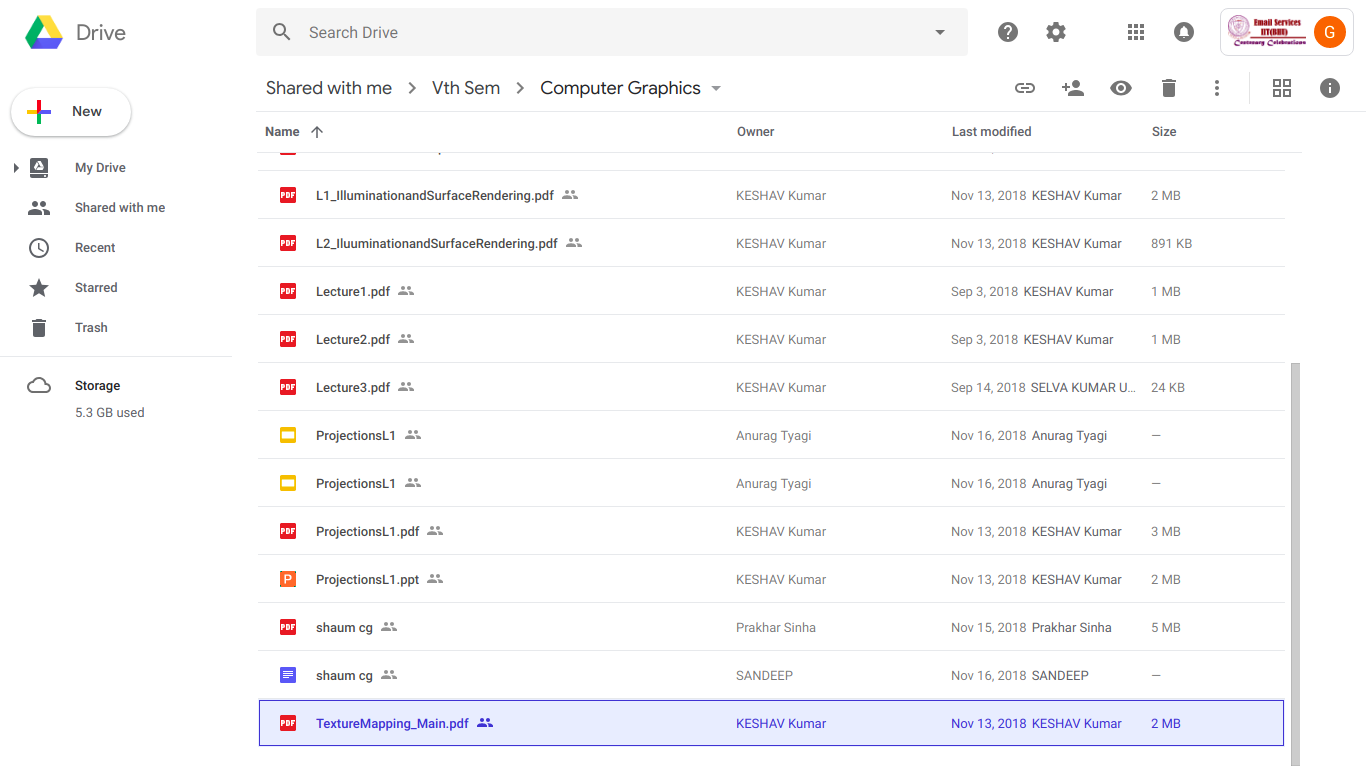 Drive
Search Drive
Email Services
IIT(BHU)
Centenary Celebrations
G
Shared with me
Vth Sem
Computer Graphics
New
My Drive
Shared with me
Recent
Starred
Trash
Storage
5.3 GB used
Name Owner Last modified Size
PDF L1_IlluminationandSurfaceRendering.pdf KESHAV Kumar Nov 13, 2018 KESHAV Kumar 2 MB
PDF L2_IluuminationandSurfaceRendering.pdf KESHAV Kumar Nov 13, 2018 KESHAV Kumar 891 KB
PDF Lecture1.pdf KESHAV Kumar Sep 3, 2018 KESHAV Kumar 1 MB
PDF Lecture2.pdf KESHAV Kumar Sep 3, 2018 KESHAV Kumar 1 MB
PDF Lecture3.pdf KESHAV Kumar Sep 14, 2018 SELVA KUMAR U... 24 KB
ProjectionsL1 Anurag Tyagi Nov 16, 2018 Anurag Tyagi —
ProjectionsL1 Anurag Tyagi Nov 16, 2018 Anurag Tyagi —
PDF ProjectionsL1.pdf KESHAV Kumar Nov 13, 2018 KESHAV Kumar 3 MB
P ProjectionsL1.ppt KESHAV Kumar Nov 13, 2018 KESHAV Kumar 2 MB
PDF shaum cg Prakhar Sinha Nov 15, 2018 Prakhar Sinha 5 MB
shaum cg SANDEEP Nov 16, 2018 SANDEEP —
PDF TextureMapping_Main.pdf KESHAV Kumar Nov 13, 2018 KESHAV Kumar 2 MB